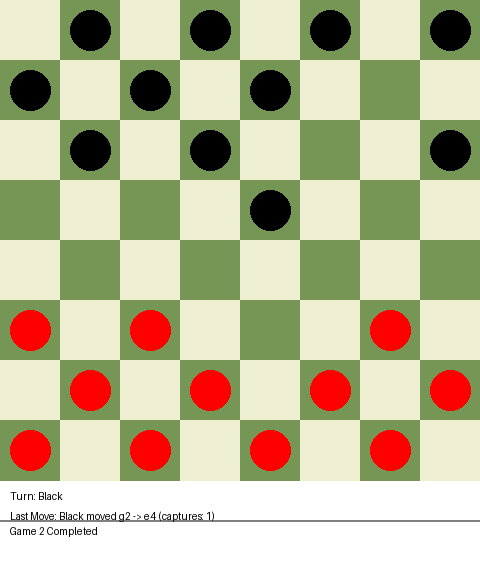 Turn: Black
Last Move: Black moved g2 -> e4 (captures: 1)
Game 2 Completed